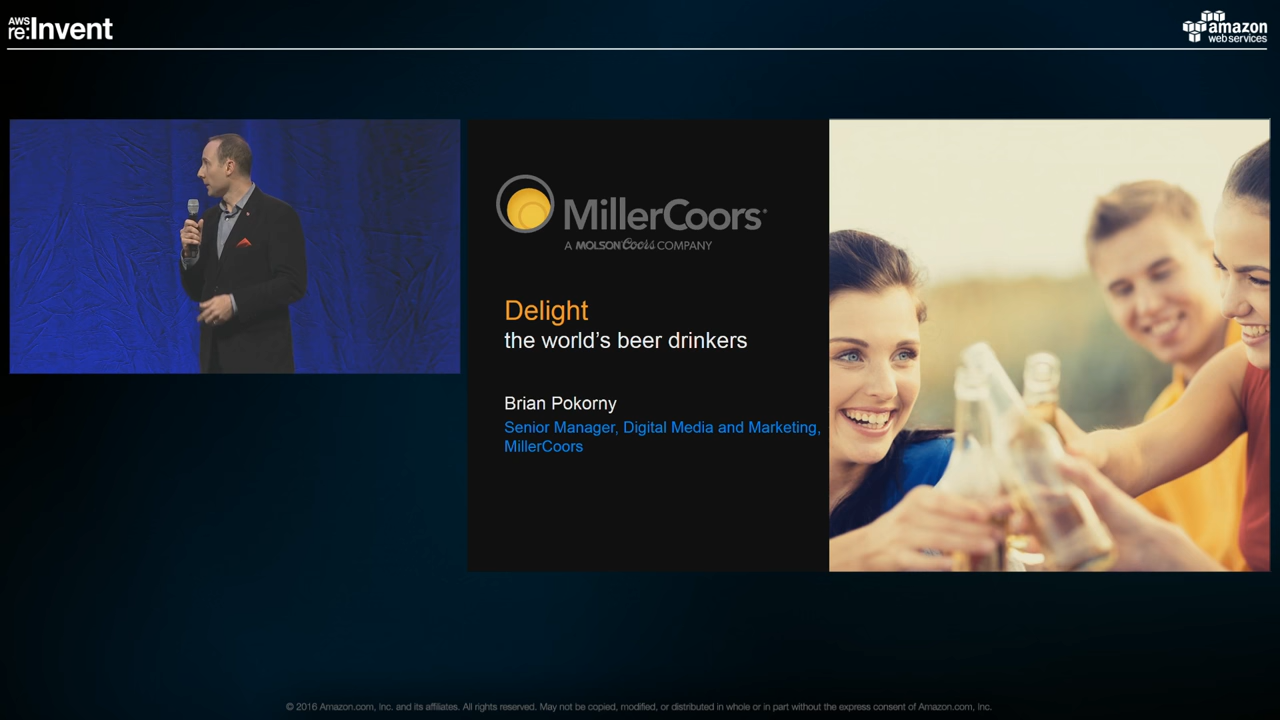 AWS
re:Invent
amazon
web services
MillerCoors
A MOLSON Coors COMPANY
Delight
the world's beer drinkers
Brian Pokorny
Senior Manager, Digital Media and Marketing,
MillerCoors
© 2016 Amazon.com, Inc. and its affiliates. All rights reserved. May not be copied, modified, or distributed in whole or in part without the express consent of Amazon.com, Inc.